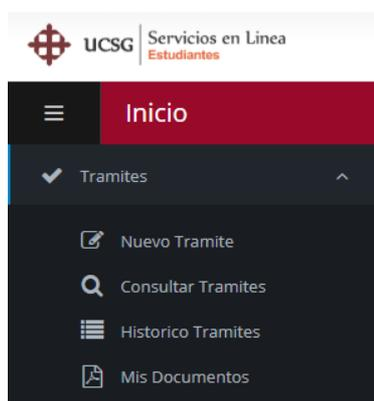 UCSG Servicios en Linea
Estudiantes
Inicio
Tramites
Nuevo Tramite
Consultar Tramites
Historico Tramites
Mis Documentos